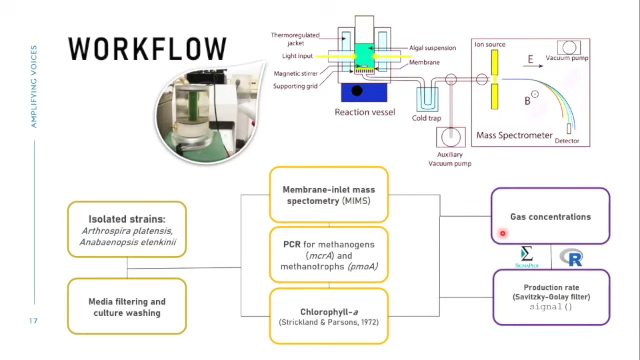 AMPLIFYING VOICES
WORKFLOW
Thermoregulated
jacket
Light input
Magnetic stirrer
Supporting grid
Algal suspension
Membrane
Reaction vessel
Cold trap
Auxiliary
Vacuum pump
Ion source
E
B
Vacuum pump
Detector
Mass Spectrometer
Isolated strains:
Arthrospira platensis,
Anabaenopsis elenkinii
Media filtering and
culture washing
Membrane-inlet mass
spectrometry (MIMS)
PCR for methanogens
(mcrA) and
methanotrophs (pmoA)
Chlorophyll-a
(Strickland & Parsons, 1972)
Gas concentrations
Σ
SIGMAPLOT
R
Production rate
(Savitzky-Golay filter)
signal()
17